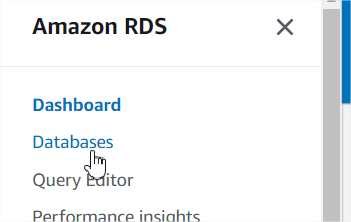 Amazon RDS
Dashboard
Databases
Query Editor
Performance insights